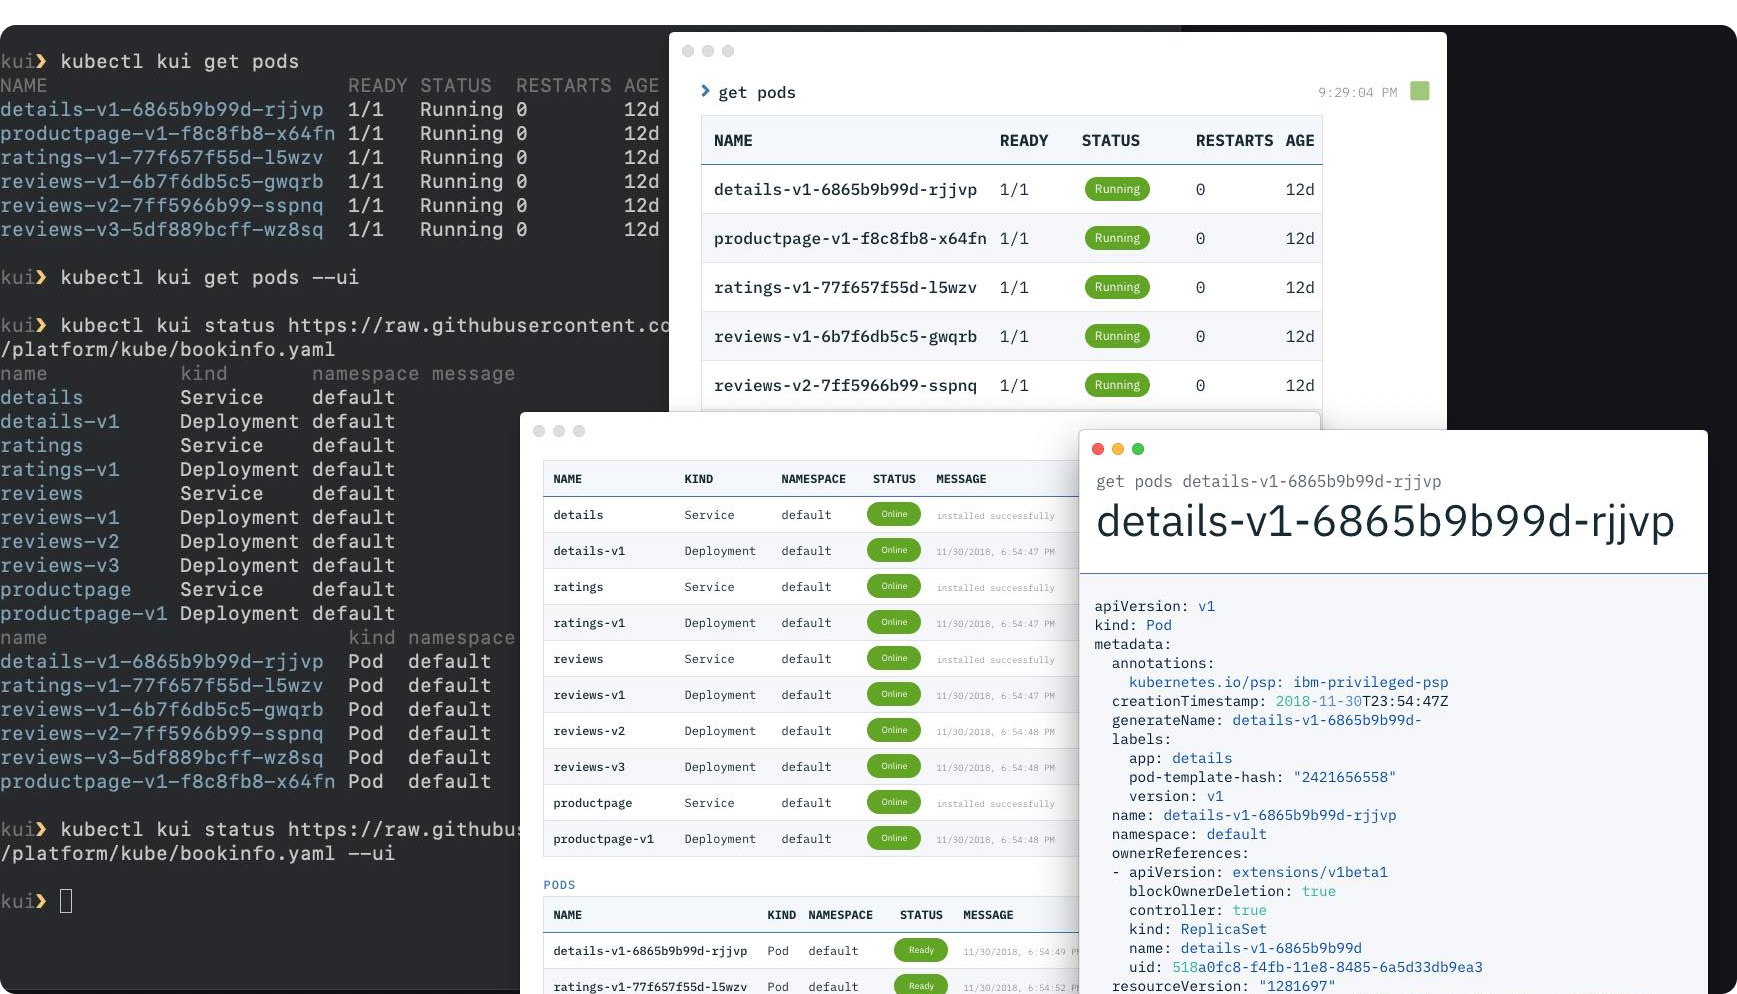 kui❯ kubectl kui get pods
NAME READY STATUS RESTARTS AGE
details-v1-6865b9b99d-rjjvp 1/1 Running 0 12d
productpage-v1-f8c8fb8-x64fn 1/1 Running 0 12d
ratings-v1-77f657f55d-l5wzv 1/1 Running 0 12d
reviews-v1-6b7f6db5c5-gwqrb 1/1 Running 0 12d
reviews-v2-7ff5966b99-sspnq 1/1 Running 0 12d
reviews-v3-5df889bcff-wz8sq 1/1 Running 0 12d
kui❯ kubectl kui get pods --ui
kui❯ kubectl kui status https://raw.githubusercontent.co
/platform/kube/bookinfo.yaml
name kind namespace message
details Service default
details-v1 Deployment default
ratings Service default
ratings-v1 Deployment default
reviews Service default
reviews-v1 Deployment default
reviews-v2 Deployment default
reviews-v3 Deployment default
productpage Service default
productpage-v1 Deployment default
name kind namespace
details-v1-6865b9b99d-rjjvp Pod default
ratings-v1-77f657f55d-l5wzv Pod default
reviews-v1-6b7f6db5c5-gwqrb Pod default
reviews-v2-7ff5966b99-sspnq Pod default
reviews-v3-5df889bcff-wz8sq Pod default
productpage-v1-f8c8fb8-x64fn Pod default
kui❯ kubectl kui status https://raw.githubus
/platform/kube/bookinfo.yaml --ui
kui❯
❯ get pods 9:29:04 PM
NAME READY STATUS RESTARTS AGE
details-v1-6865b9b99d-rjjvp 1/1 Running 0 12d
productpage-v1-f8c8fb8-x64fn 1/1 Running 0 12d
ratings-v1-77f657f55d-l5wzv 1/1 Running 0 12d
reviews-v1-6b7f6db5c5-gwqrb 1/1 Running 0 12d
reviews-v2-7ff5966b99-sspnq 1/1 Running 0 12d
NAME KIND NAMESPACE STATUS MESSAGE
details Service default Online installed successfully
details-v1 Deployment default Online 11/30/2018, 6:54:47 PM
ratings Service default Online installed successfully
ratings-v1 Deployment default Online 11/30/2018, 6:54:47 PM
reviews Service default Online installed successfully
reviews-v1 Deployment default Online 11/30/2018, 6:54:47 PM
reviews-v2 Deployment default Online 11/30/2018, 6:54:48 PM
reviews-v3 Deployment default Online 11/30/2018, 6:54:48 PM
productpage Service default Online installed successfully
productpage-v1 Deployment default Online 11/30/2018, 6:54:48 PM
PODS
NAME KIND NAMESPACE STATUS MESSAGE
details-v1-6865b9b99d-rjjvp Pod default Ready 11/30/2018, 6:54:49 PM
ratings-v1-77f657f55d-l5wzv Pod default Ready 11/30/2018, 6:54:52 PM
get pods details-v1-6865b9b99d-rjjvp
details-v1-6865b9b99d-rjjvp
apiVersion: v1
kind: Pod
metadata:
annotations:
kubernetes.io/psp: ibm-privileged-psp
creationTimestamp: 2018-11-30T23:54:47Z
generateName: details-v1-6865b9b99d-
labels:
app: details
pod-template-hash: "2421656558"
version: v1
name: details-v1-6865b9b99d-rjjvp
namespace: default
ownerReferences:
- apiVersion: extensions/v1beta1
blockOwnerDeletion: true
controller: true
kind: ReplicaSet
name: details-v1-6865b9b99d
uid: 518a0fc8-f4fb-11e8-8485-6a5d33db9ea3
resourceVersion: "1281697"